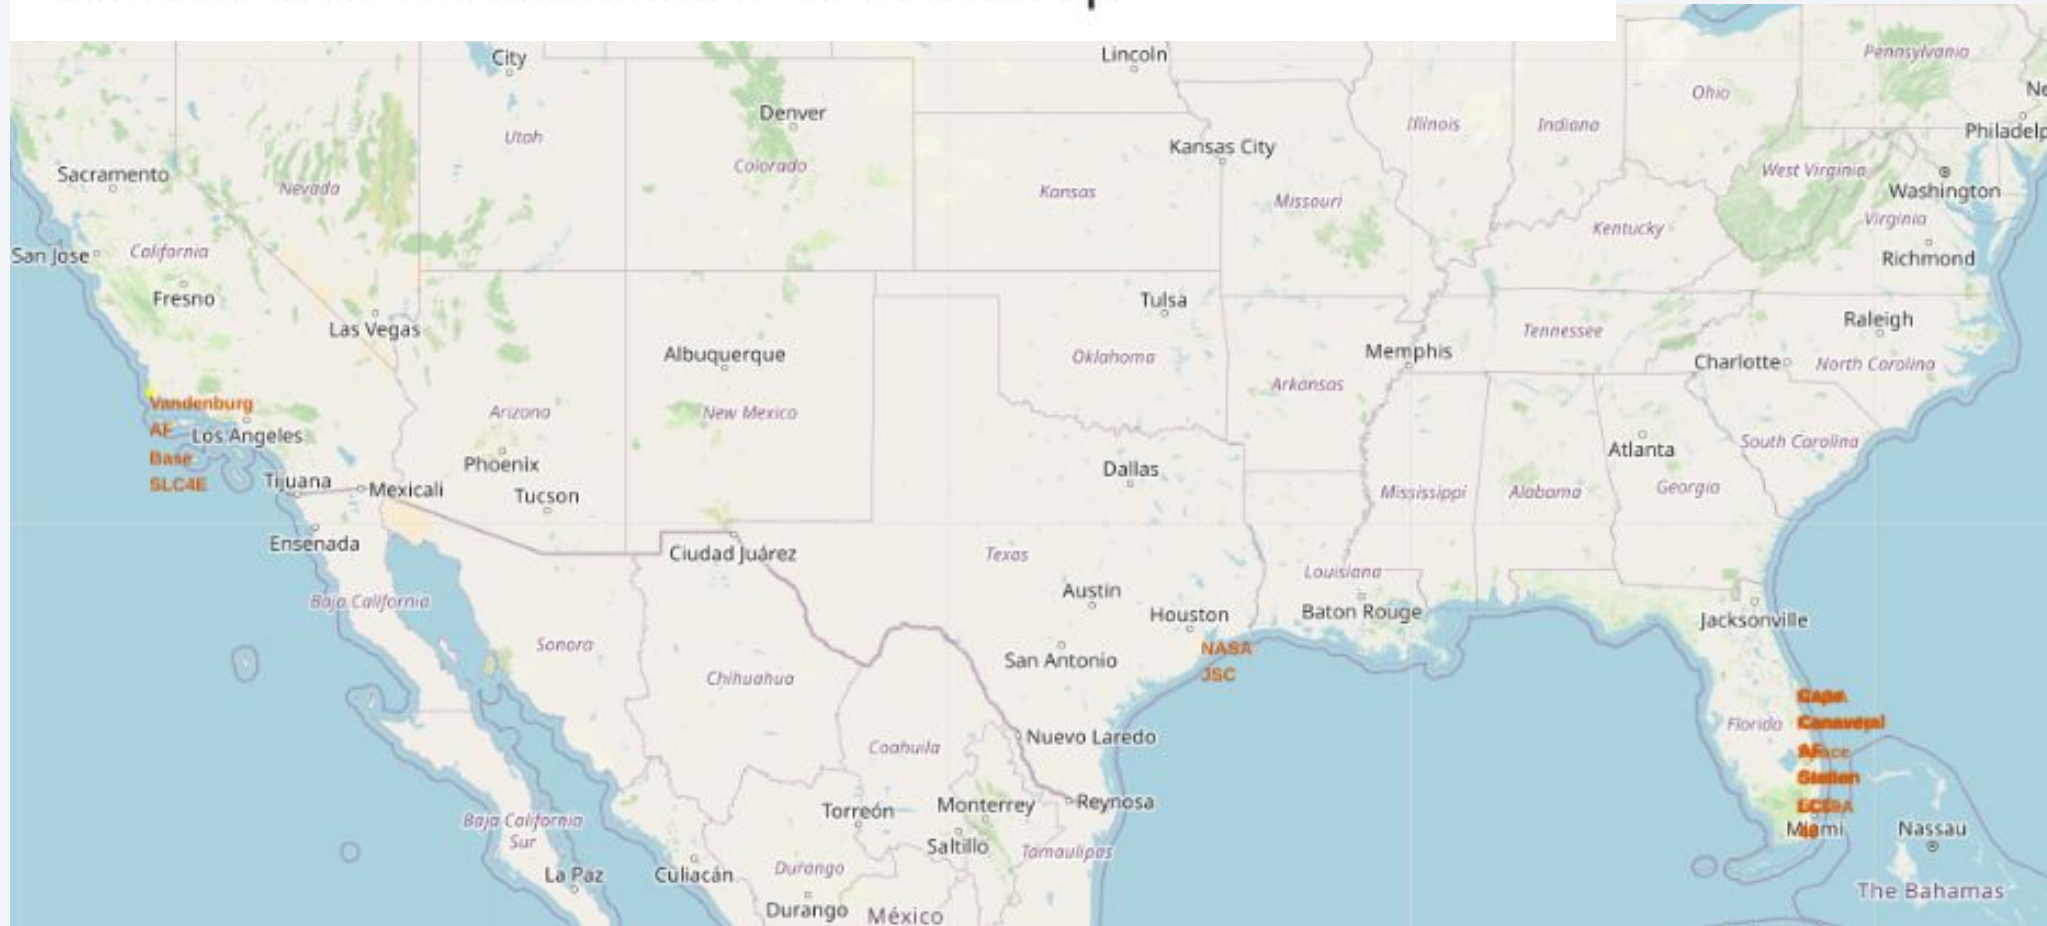 City
Lincoln
Pennsylvania
Denver
Ohio
Utah
Illinois
Indiana
Philadelp
Kansas City
Colorado
Sacramento
West Virginia
Nevada
Kansas
Washington
Missouri
Virginia
Kentucky
California
San Jose
Richmond
Fresno
Tulsa
Las Vegas
Raleigh
Tennessee
Albuquerque
Oklahoma
Memphis
Charlotte
North Carolina
Arkansas
Vandenburg
AF
Base
SLC4E
Los Angeles
Arizona
New Mexico
South Carolina
Atlanta
Phoenix
Dallas
Tijuana
Mexicali
Tucson
Mississippi
Alabama
Georgia
Ensenada
Ciudad Juárez
Texas
Louisiana
Austin
Baja California
Houston
Baton Rouge
Jacksonville
Sonora
NASA
JSC
San Antonio
Chihuahua
Cape
Canaveral
Florida
Station
Nuevo Laredo
Coahuila
Torreón
Monterrey
Reynosa
Baja California
Sur
Miami
Nassau
Saltillo
Tamaulipas
La Paz
Culiacán
Durango
The Bahamas
Durango
México